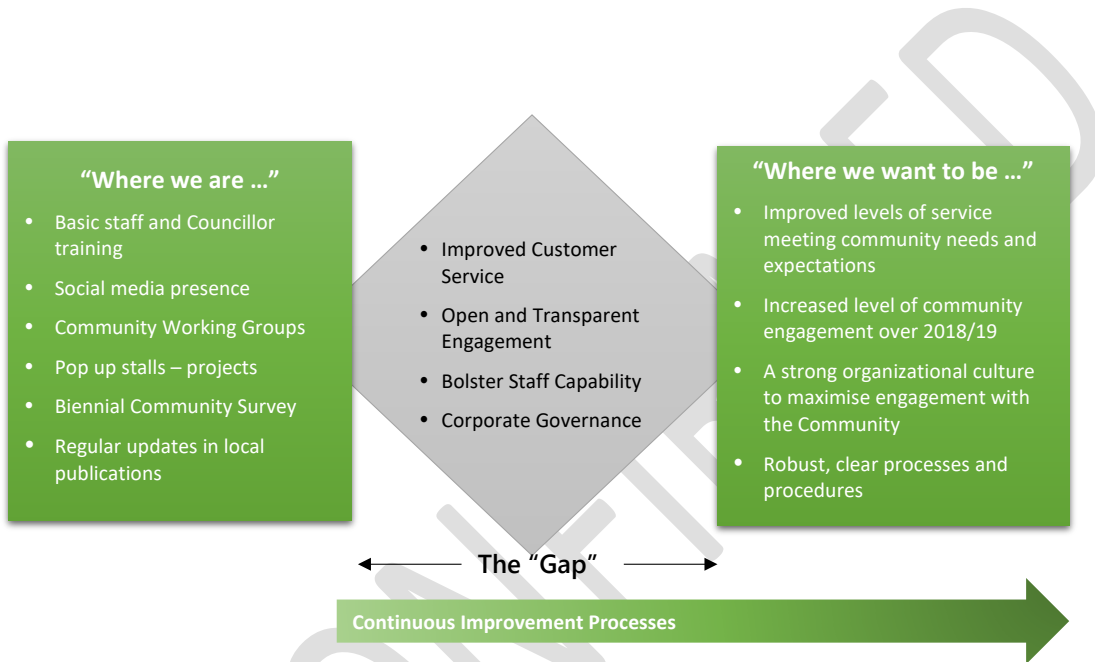 “Where we are …”
• Basic staff and Councillor
training
• Social media presence
• Community Working Groups
• Pop up stalls – projects
• Biennial Community Survey
• Regular updates in local
publications
• Improved Customer
Service
• Open and Transparent
Engagement
• Bolster Staff Capability
• Corporate Governance
“Where we want to be …”
• Improved levels of service
meeting community needs and
expectations
• Increased level of community
engagement over 2018/19
• A strong organizational culture
to maximise engagement with
the Community
• Robust, clear processes and
procedures
The “Gap”
Continuous Improvement Processes